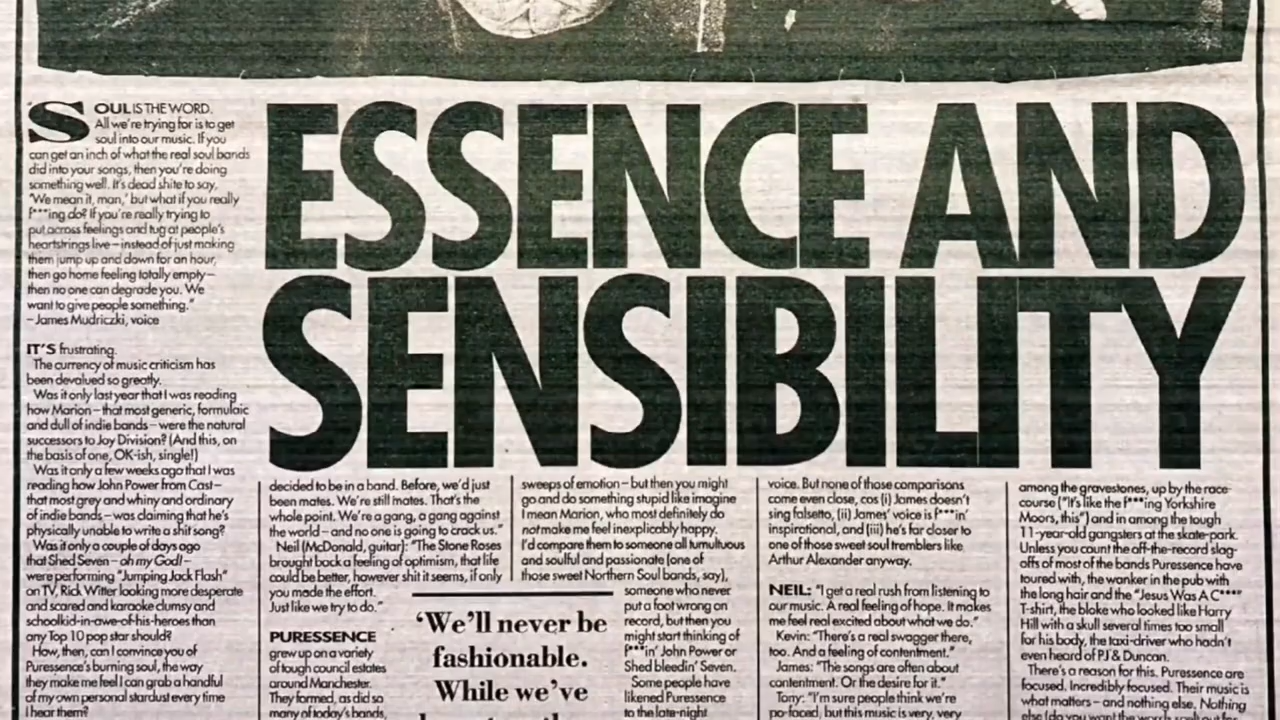 ESSENCE AND
SENSIBILITY
"SOUL IS THE WORD.
All we're trying for is to get
soul into our music. If you
can get an inch of what the real soul bands
did into your songs, then you're doing
something well. It's dead shite to say,
'We mean it, man,' but what if you really
f***ing do? If you're really trying to
put across feelings and tug at people's
heartstrings live – instead of just making
them jump up and down for an hour,
then go home feeling totally empty –
then no one can degrade you. We
want to give people something."
– James Mudriczki, voice
IT'S frustrating.
The currency of music criticism has
been devalued so greatly.
Was it only last year that I was reading
how Marion – that most generic, formulaic
and dull of indie bands – were the natural
successors to Joy Division? (And this, on
the basis of one, OK-ish, single!)
Was it only a few weeks ago that I was
reading how John Power from Cast –
that most grey and whiny and ordinary
of indie bands – was claiming that he's
physically unable to write a shit song?
Was it only a couple of days ago
that Shed Seven – oh my God! –
were performing "Jumping Jack Flash"
on TV, Rick Witter looking more desperate
and scared and karaoke clumsy and
schoolkid-in-awe-of-his-heroes than
any Top 10 pop star should?
How, then, can I convince you of
Puressence's burning soul, the way
they make me feel I can grab a handful
of my own personal stardust every time
I hear them?
decided to be in a band. Before, we'd just
been mates. We're still mates. That's the
whole point. We're a gang, a gang against
the world – and no one is going to crack us."
Neil (McDonald, guitar): "The Stone Roses
brought back a feeling of optimism, that life
could be better, however shit it seems, if only
you made the effort.
Just like we try to do."
PURESSENCE
grew up on a variety
of tough council estates
around Manchester.
They formed, as did so
many of today's bands,
'We'll never be
fashionable.
While we've
sweeps of emotion – but then you might
go and do something stupid like imagine
I mean Marion, who most definitely do
not make me feel inexplicably happy.
I'd compare them to someone all tumultuous
and soulful and passionate (one of
those sweet Northern Soul bands, say),
someone who never
put a foot wrong on
record, but then you
might start thinking of
f***in' John Power or
Shed bleedin' Seven.
Some people have
likened Puressence
to the late-night
voice. But none of those comparisons
come even close, cos (i) James doesn't
sing falsetto, (ii) James' voice is f***in'
inspirational, and (iii) he's far closer to
one of those sweet soul tremblers like
Arthur Alexander anyway.
NEIL: "I get a real rush from listening to
our music. A real feeling of hope. It makes
me feel real excited about what we do."
Kevin: "There's a real swagger there,
too. And a feeling of contentment."
James: "The songs are often about
contentment. Or the desire for it."
Tony: "I'm sure people think we're
po-faced, but this music is very, very
among the gravestones, up by the race-
course ("It's like the f***ing Yorkshire
Moors, this") and in among the tough
11-year-old gangsters at the skate-park.
Unless you count the off-the-record slag-
offs of most of the bands Puressence have
toured with, the wanker in the pub with
the long hair and the "Jesus Was A C****"
T-shirt, the bloke who looked like Harry
Hill with a skull several times too small
for his body, the taxi-driver who hadn't
even heard of PJ & Duncan.
There's a reason for this. Puressence are
focused. Incredibly focused. Their music is
what matters – and nothing else. Nothing